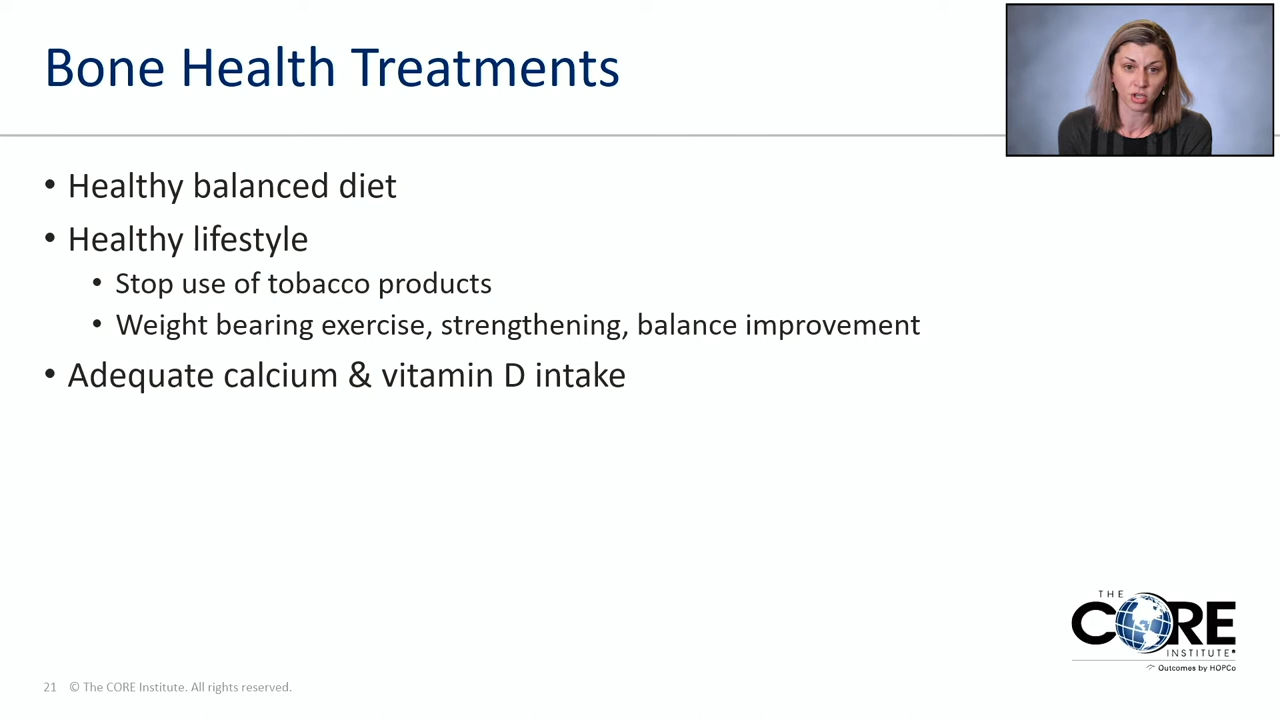 Bone Health Treatments
• Healthy balanced diet
• Healthy lifestyle
• Stop use of tobacco products
• Weight bearing exercise, strengthening, balance improvement
• Adequate calcium & vitamin D intake
THE
CORE
INSTITUTE
Outcomes by HOPCo
21 © The CORE Institute. All rights reserved.